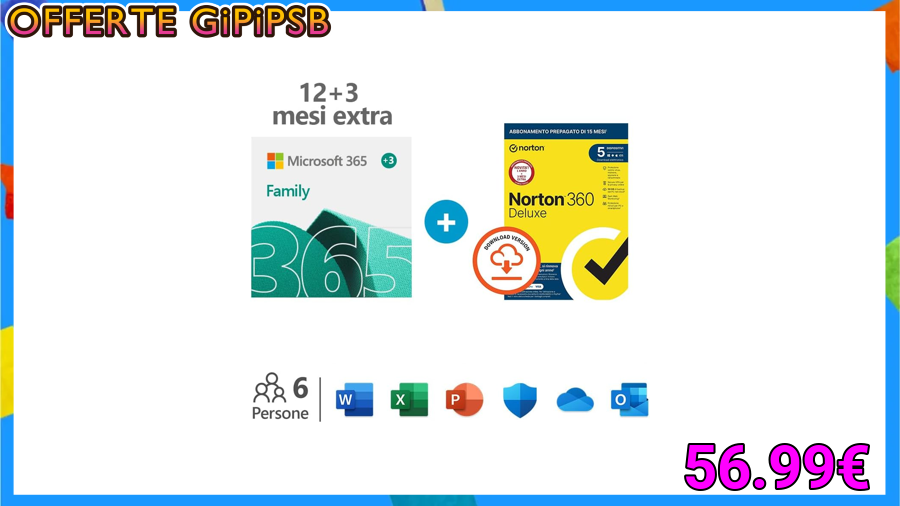 OFFERTE GiPiPSB
12+3
mesi extra
Microsoft 365
+3
Family
365
+
ABBONAMENTO PREPAGATO DI 15 MESI
norton
5
Norton 360
Deluxe
DOWNLOAD VERSION
6
Persone
W
X
P
O
56.99€